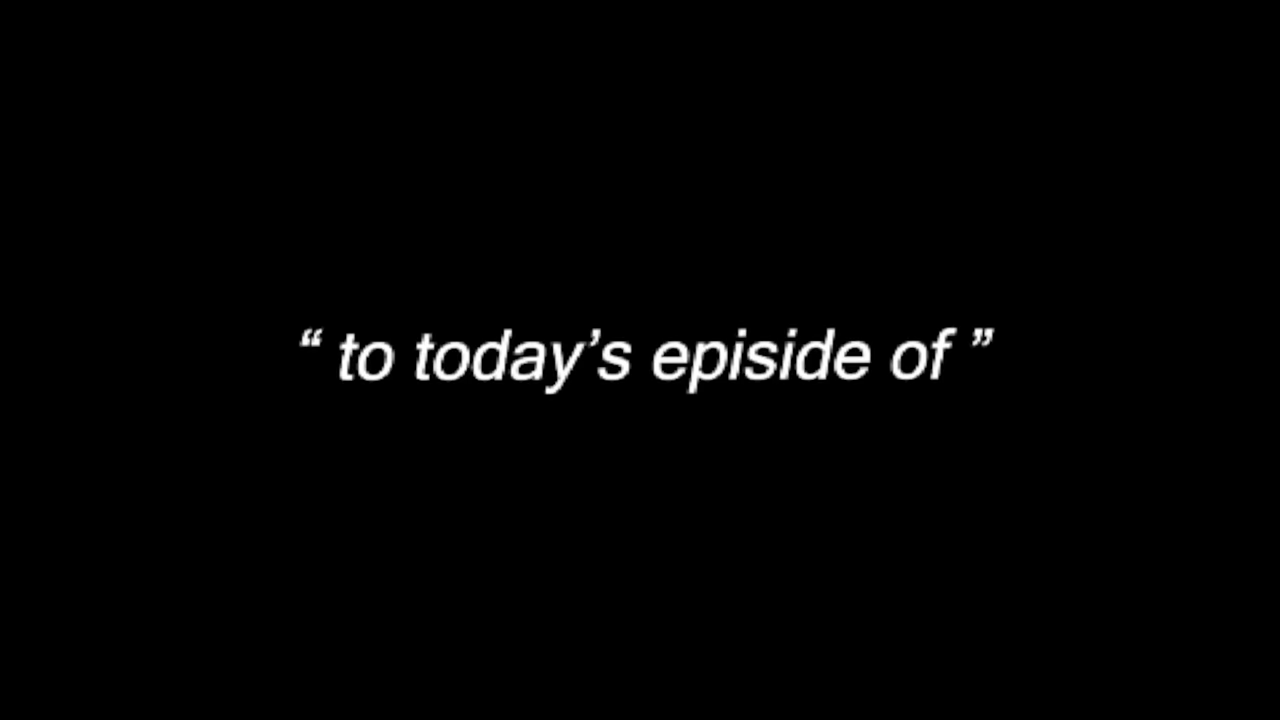 “ to today’s episide of ”